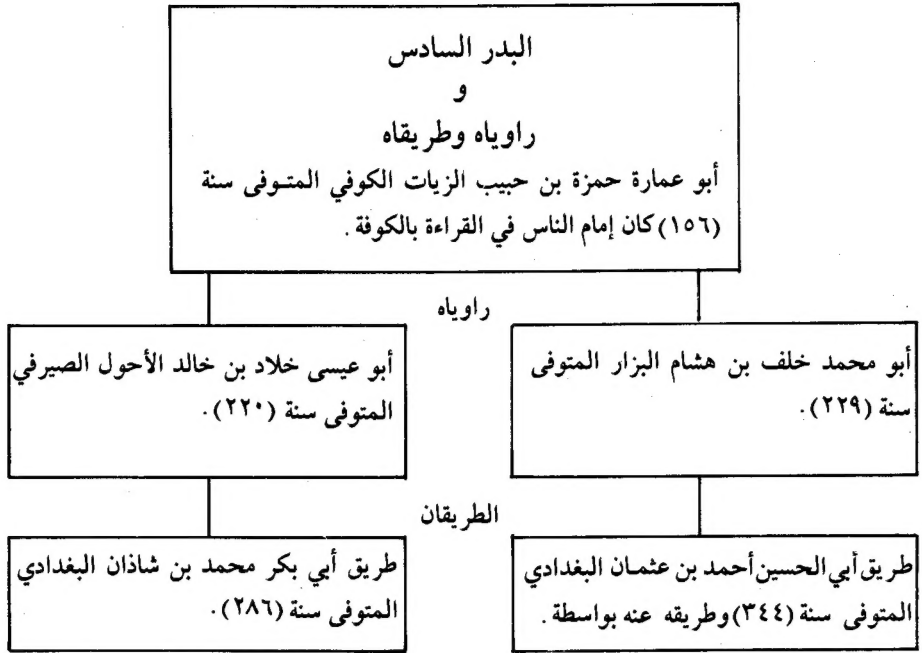 البدر السادس
و
راوياه وطريقاه
أبو عمارة حمزة بن حبيب الزيات الكوفي المتوفى سنة
(١٥٦) كان إمام الناس في القراءة بالكوفة .
راوياه
أبو محمد خلف بن هشام البزار المتوفى
سنة (٢٢٩) .
أبو عيسى خلاد بن خالد الأحول الصيرفي
المتوفى سنة (٢٢٠) .
الطريقان
طريق أبي الحسين أحمد بن عثمان البغدادي
المتوفى سنة (٣٤٤) وطريقه عنه بواسطة .
طريق أبي بكر محمد بن شاذان البغدادي
المتوفى سنة (٢٨٦) .